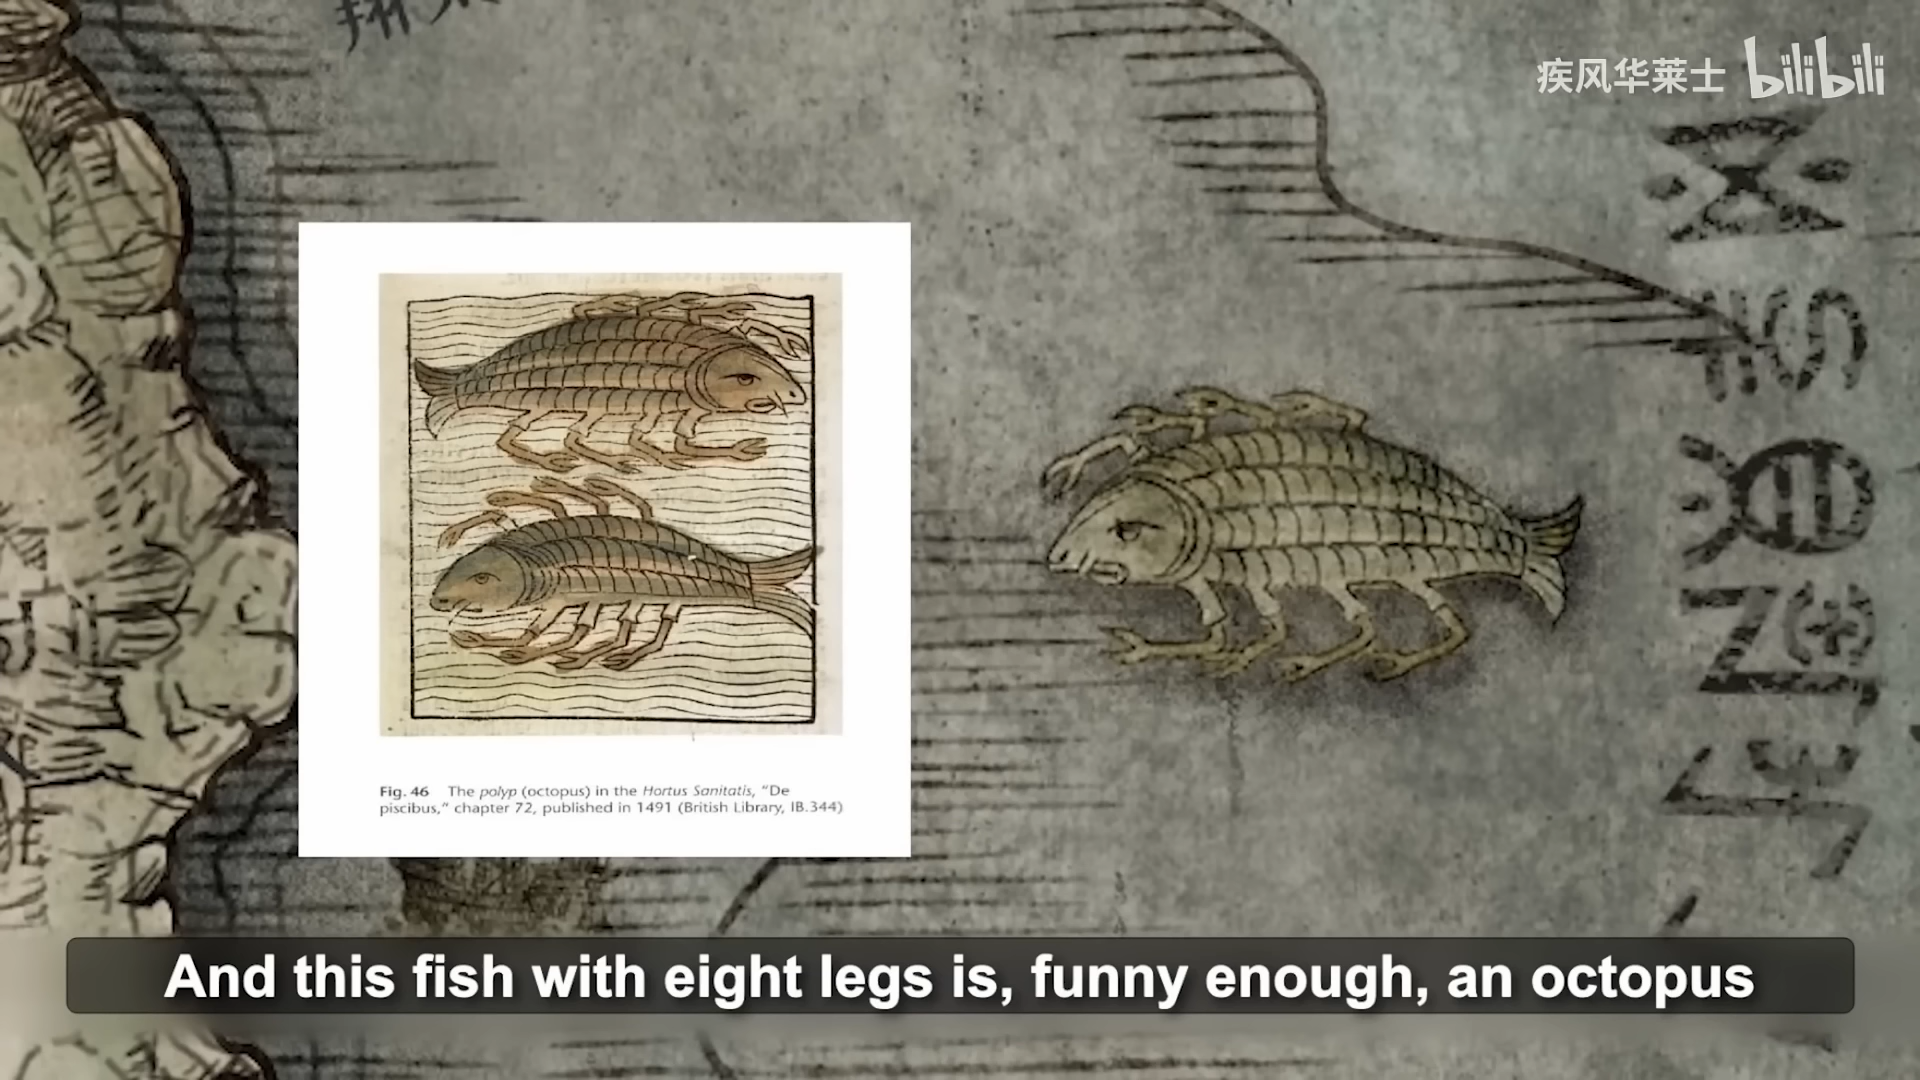 疾风华莱士 bilibili
Fig. 46 The polyp (octopus) in the Hortus Sanitatis, “De
piscibus,” chapter 72, published in 1491 (British Library, IB.344)
And this fish with eight legs is, funny enough, an octopus